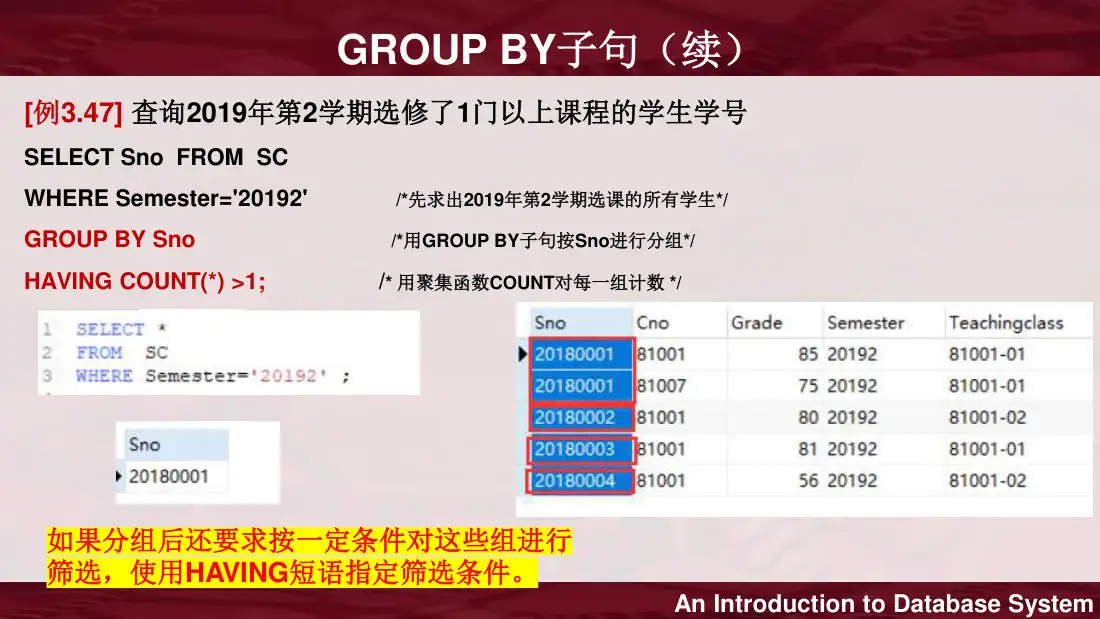 GROUP BY子句（续）
[例3.47] 查询2019年第2学期选修了1门以上课程的学生学号
SELECT Sno FROM SC
WHERE Semester='20192' /*先求出2019年第2学期选课的所有学生*/
GROUP BY Sno /*用GROUP BY子句按Sno进行分组*/
HAVING COUNT(*) >1; /* 用聚集函数COUNT对每一组计数 */
1 SELECT *
2 FROM SC
3 WHERE Semester='20192' ;
Sno
20180001
Sno Cno Grade Semester Teachingclass
20180001 81001 85 20192 81001-01
20180001 81007 75 20192 81001-01
20180002 81001 80 20192 81001-02
20180003 81001 81 20192 81001-01
20180004 81001 56 20192 81001-02
如果分组后还要求按一定条件对这些组进行
筛选，使用HAVING短语指定筛选条件。
An Introduction to Database System